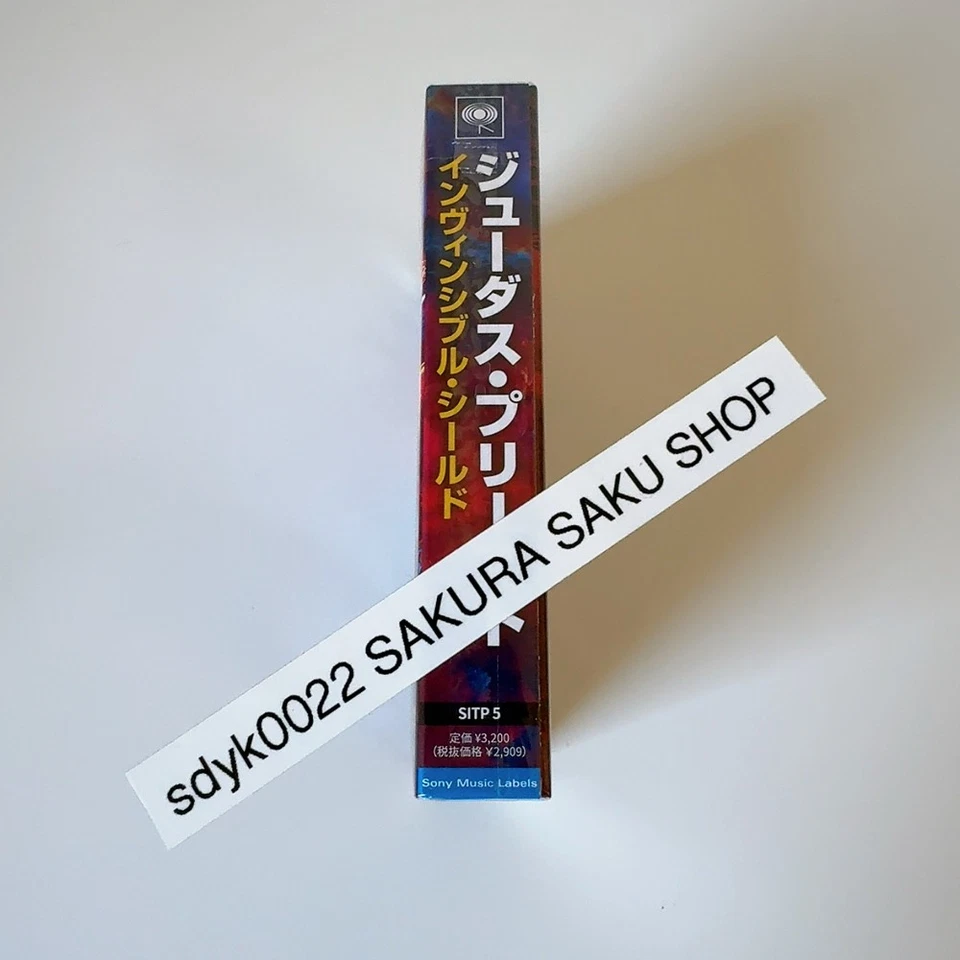 ジューダス・プリースト
インヴィンシブル・シールド
SITP 5
定価 ¥3,200
（税抜価格 ¥2,909）
Sony Music Labels
sdyk0022 SAKURA SAKU SHOP